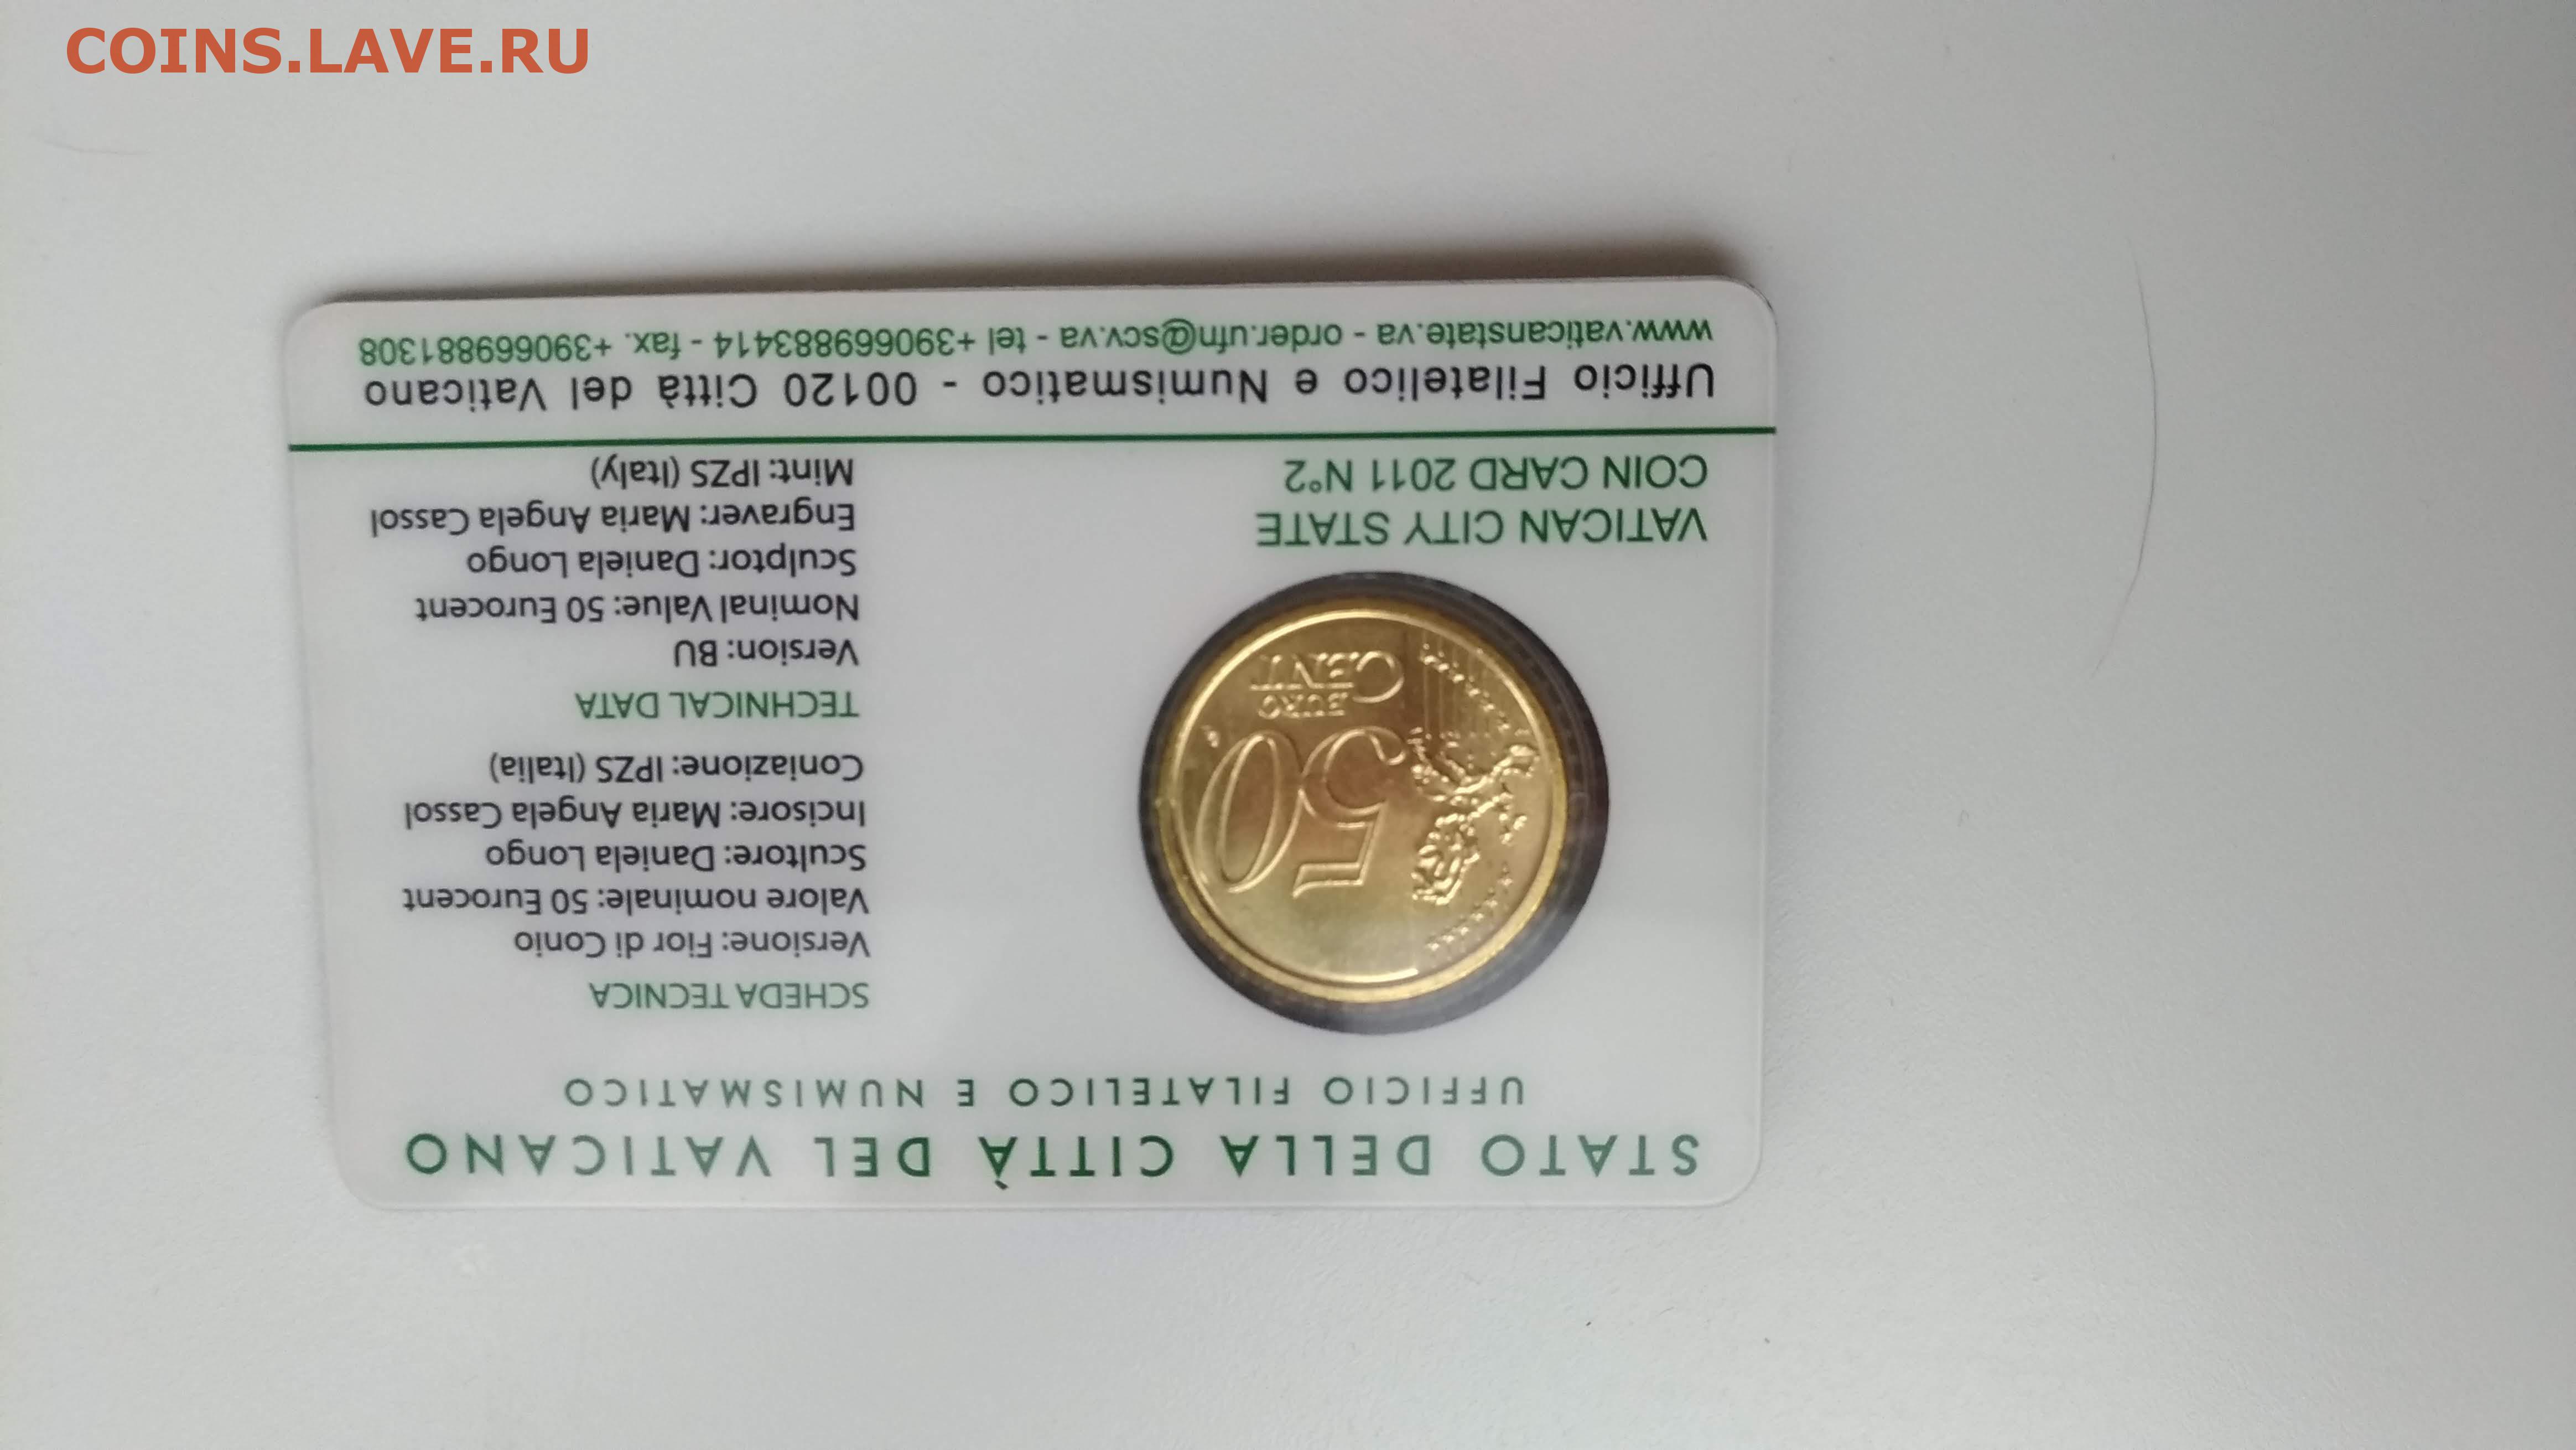 COINS.LAVE.RU
STATO DELLA CITTÀ DEL VATICANO
UFFICIO FILATELICO E NUMISMATICO
50
EURO
CENT
VATICAN CITY STATE
COIN CARD 2011 N°2
SCHEDA TECNICA
Versione: Fior di Conio
Valore nominale: 50 Eurocent
Scultore: Daniela Longo
Incisore: Maria Angela Cassol
Coniazione: IPZS (Italia)
TECHNICAL DATA
Version: BU
Nominal Value: 50 Eurocent
Sculptor: Daniela Longo
Engraver: Maria Angela Cassol
Mint: IPZS (Italy)
Ufficio Filatelico e Numismatico - 00120 Città del Vaticano
www.vaticanstate.va - order.ufn@scv.va - tel +390669883414 - fax. +390669881308